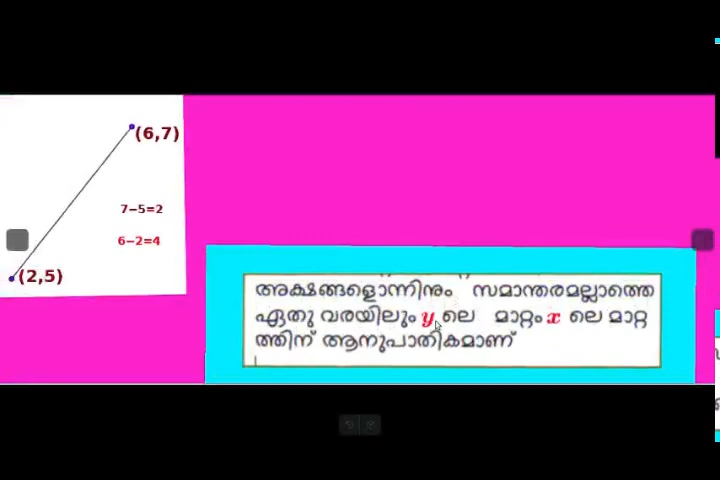 (6,7)
7−5=2
6−2=4
(2,5)
അക്ഷങ്ങളൊന്നിനും സമാന്തരമല്ലാത്ത
ഏതു വരയിലും y ലെ മാറ്റം x ലെ മാറ്റ
ത്തിന് ആനുപാതികമാണ്